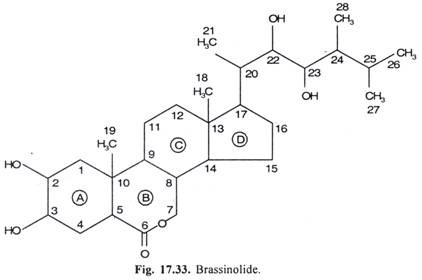 28
21 OH H₃C
H₃C
22 24 25
20 23 26
18 OH CH₃
H₃C 17 CH₃
12 27
11 13 16
19 C D
H₃C 9 14 15
HO 1
2 10 8
A B
3 5 7
HO 4 6 O
O
Fig. 17.33. Brassinolide.